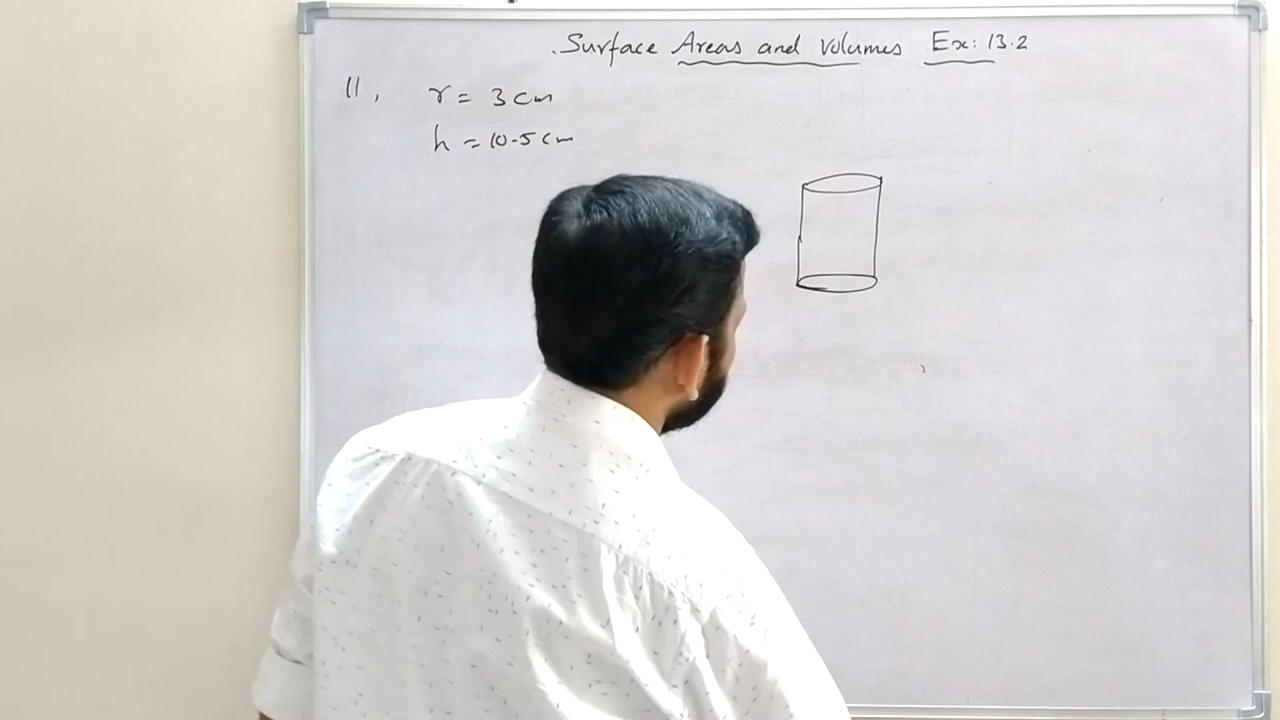 .Surface Areas and volumes Ex: 13.2
11,
r = 3 cm
h = 10.5 cm